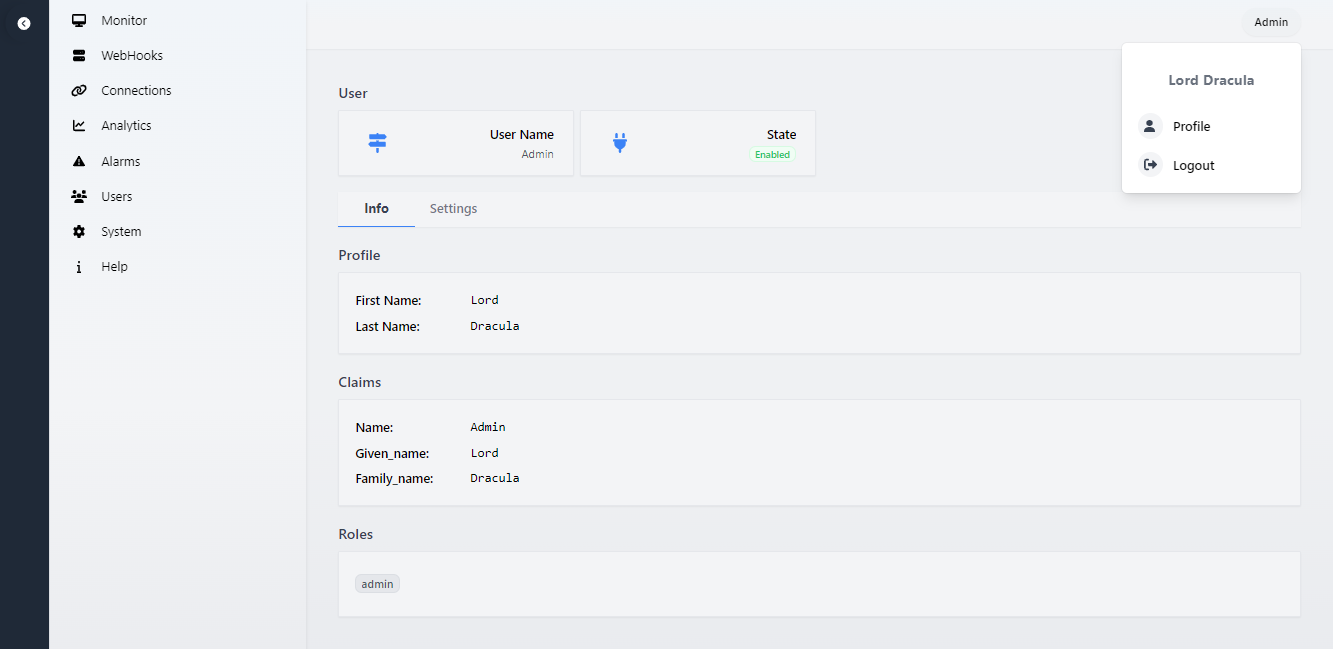 Monitor
WebHooks
Connections
Analytics
Alarms
Users
System
Help
Admin
Lord Dracula
Profile
Logout
User
User Name
Admin
State
Enabled
Info Settings
Profile
First Name: Lord
Last Name: Dracula
Claims
Name: Admin
Given_name: Lord
Family_name: Dracula
Roles
admin